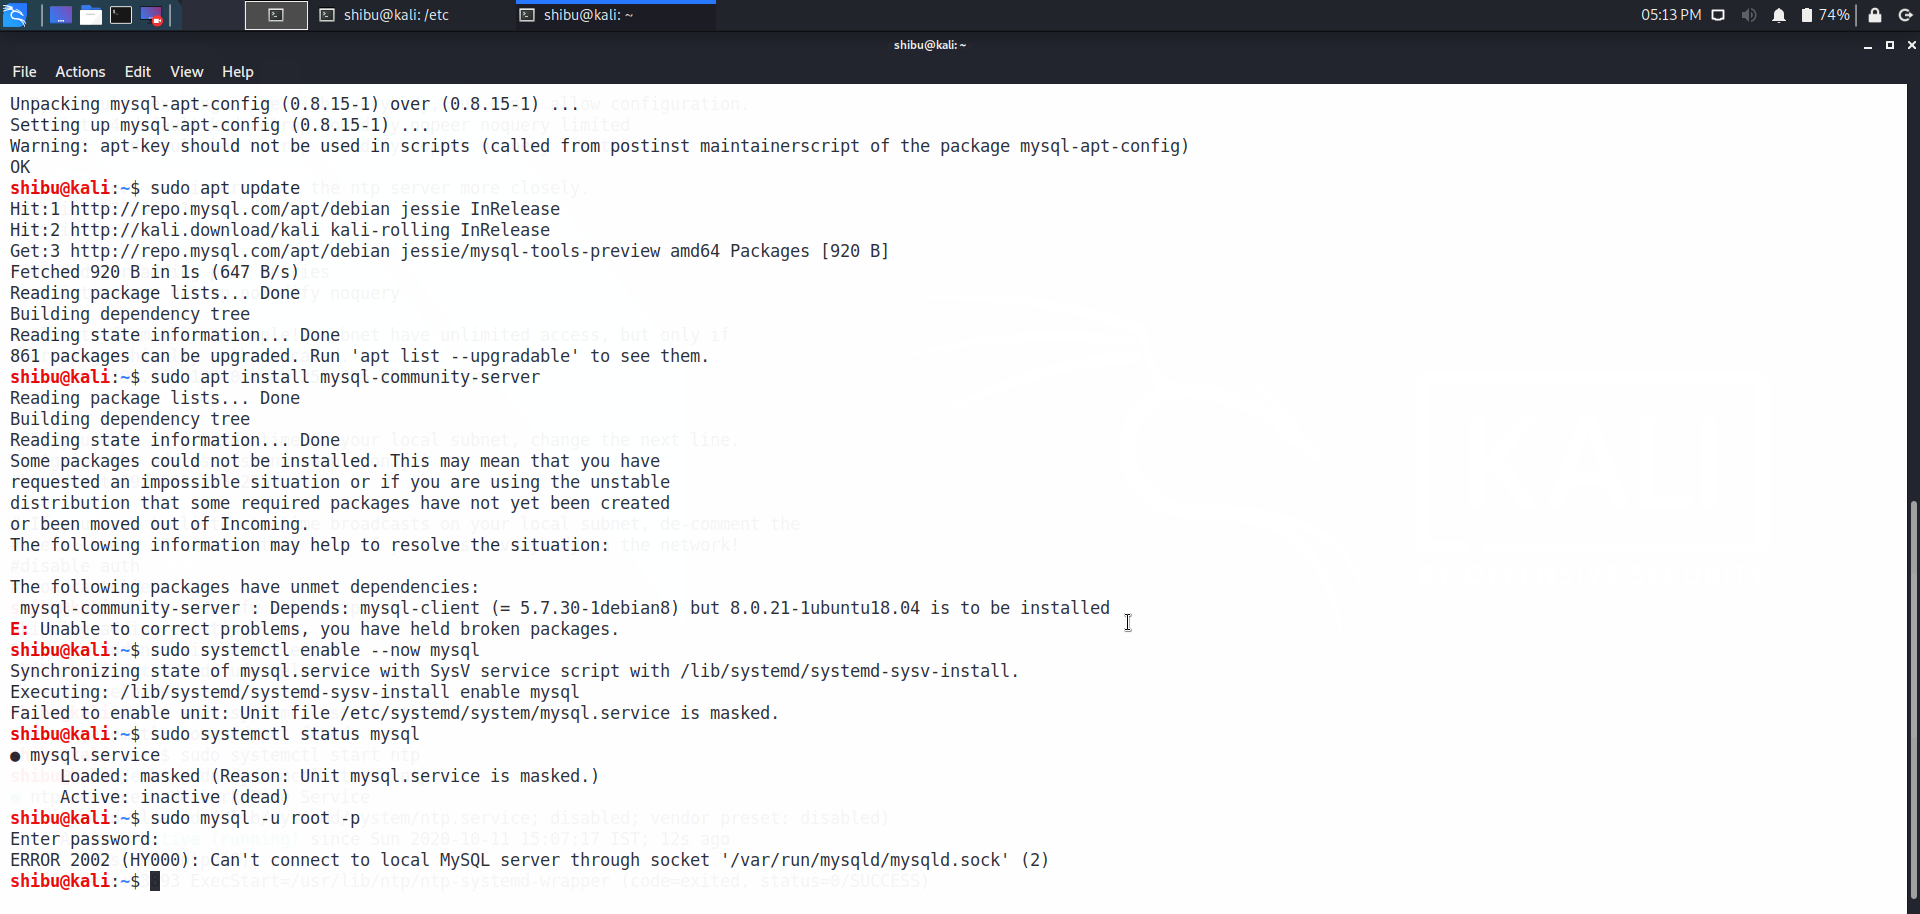 shibu@kali: /etc
shibu@kali: ~
05:13 PM
74%
shibu@kali: ~
File Actions Edit View Help
Unpacking mysql-apt-config (0.8.15-1) over (0.8.15-1) ...
Setting up mysql-apt-config (0.8.15-1) ...
Warning: apt-key should not be used in scripts (called from postinst maintainerscript of the package mysql-apt-config)
OK
shibu@kali:~$ sudo apt update
Hit:1 http://repo.mysql.com/apt/debian jessie InRelease
Hit:2 http://kali.download/kali kali-rolling InRelease
Get:3 http://repo.mysql.com/apt/debian jessie/mysql-tools-preview amd64 Packages [920 B]
Fetched 920 B in 1s (647 B/s)
Reading package lists... Done
Building dependency tree
Reading state information... Done
861 packages can be upgraded. Run 'apt list --upgradable' to see them.
shibu@kali:~$ sudo apt install mysql-community-server
Reading package lists... Done
Building dependency tree
Reading state information... Done
Some packages could not be installed. This may mean that you have
requested an impossible situation or if you are using the unstable
distribution that some required packages have not yet been created
or been moved out of Incoming.
The following information may help to resolve the situation:
The following packages have unmet dependencies:
mysql-community-server : Depends: mysql-client (= 5.7.30-1debian8) but 8.0.21-1ubuntu18.04 is to be installed
E: Unable to correct problems, you have held broken packages.
shibu@kali:~$ sudo systemctl enable --now mysql
Synchronizing state of mysql.service with SysV service script with /lib/systemd/systemd-sysv-install.
Executing: /lib/systemd/systemd-sysv-install enable mysql
Failed to enable unit: Unit file /etc/systemd/system/mysql.service is masked.
shibu@kali:~$ sudo systemctl status mysql
● mysql.service
Loaded: masked (Reason: Unit mysql.service is masked.)
Active: inactive (dead)
shibu@kali:~$ sudo mysql -u root -p
Enter password:
ERROR 2002 (HY000): Can't connect to local MySQL server through socket '/var/run/mysqld/mysqld.sock' (2)
shibu@kali:~$